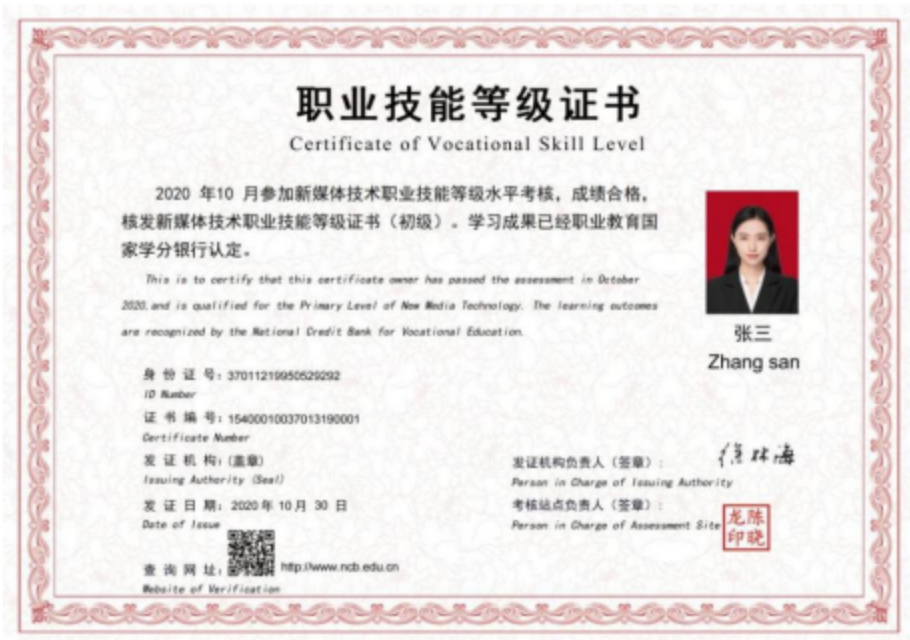 职业技能等级证书
Certificate of Vocational Skill Level
2020 年10 月参加新媒体技术职业技能等级水平考核，成绩合格，
核发新媒体技术职业技能等级证书（初级）。学习成果已经职业教育国
家学分银行认定。
This is to certify that this certificate owner has passed the assessment in October
2020, and is qualified for the Primary Level of New Media Technology. The learning outcomes
are recognized by the National Credit Bank for Vocational Education.
张三
Zhang san
身 份 证 号：37011219950529292
ID Number
证 书 编 号：15400010037013190001
Certificate Number
发 证 机 构：(盖章)
Issuing Authority (Seal)
发 证 日 期：2020 年 10 月 30 日
Date of Issue
查 询 网 址：http://www.ncb.edu.cn
Website of Verification
发证机构负责人（签章）：
Person in Charge of Issuing Authority
考核站点负责人（签章）：
Person in Charge of Assessment Site
陈晓
龙印